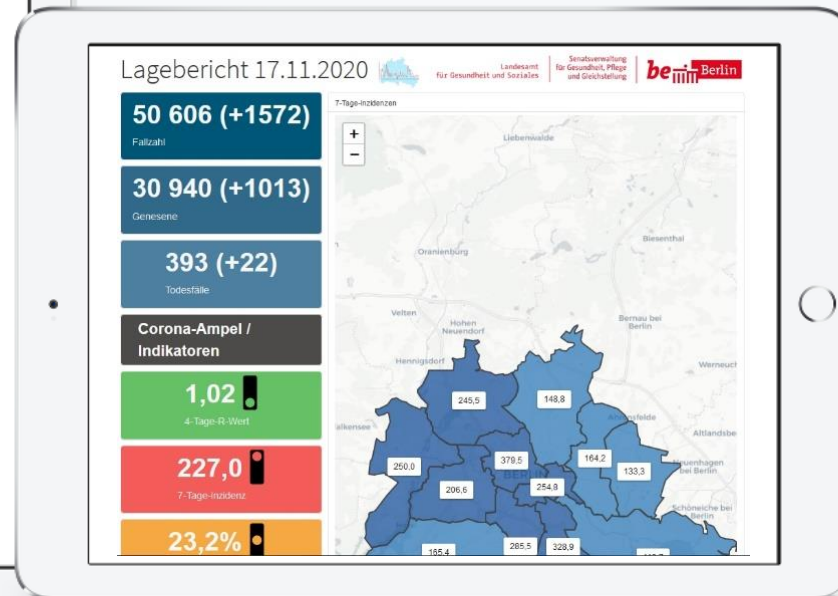 Lagebericht 17.11.2020
Landesamt
für Gesundheit und Soziales
Senatsverwaltung
für Gesundheit, Pflege
und Gleichstellung
be Berlin
50 606 (+1572)
Fallzahl
30 940 (+1013)
Genesene
393 (+22)
Todesfälle
Corona-Ampel /
Indikatoren
1,02
4-Tage-R-Wert
227,0
7-Tage-Inzidenz
23,2%
7-Tage-Inzidenzen
+
−
Liebenwalde
Oranienburg
Biesenthal
Velten
Hohen
Neuendorf
Bernau bei
Berlin
Hennigsdorf
Werneuch
245,5
148,8
Altlandsbe
250,0
379,5
164,2
133,3
BERLIN
206,6
254,8
uenhagen
bei Berlin
Schöneiche bei
Berlin
165,4
285,5
328,9